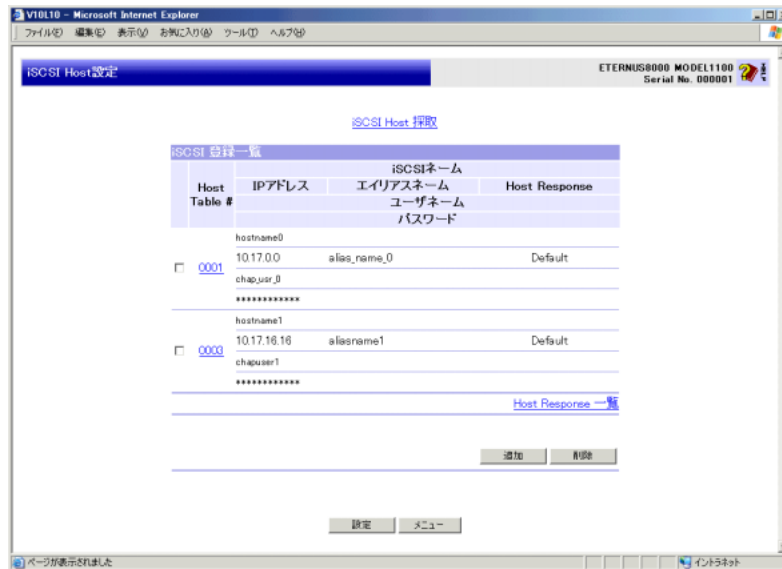 V10L10 - Microsoft Internet Explorer
ファイル(F) 編集(E) 表示(V) お気に入り(A) ツール(T) ヘルプ(H)
iSCSI Host設定
ETERNUS8000 MODEL1100
Serial No. 000001
iSCSI Host 採取
iSCSI 登録一覧
Host Table #
iSCSIネーム
IPアドレス エイリアスネーム Host Response
ユーザネーム
パスワード
hostname0
0001
10.17.0.0 alias_name_0 Default
chap_usr_0
************
hostname1
0003
10.17.16.16 aliasname1 Default
chapuser1
************
Host Response 一覧
追加 削除
設定 メニュー
ページが表示されました
イントラネット